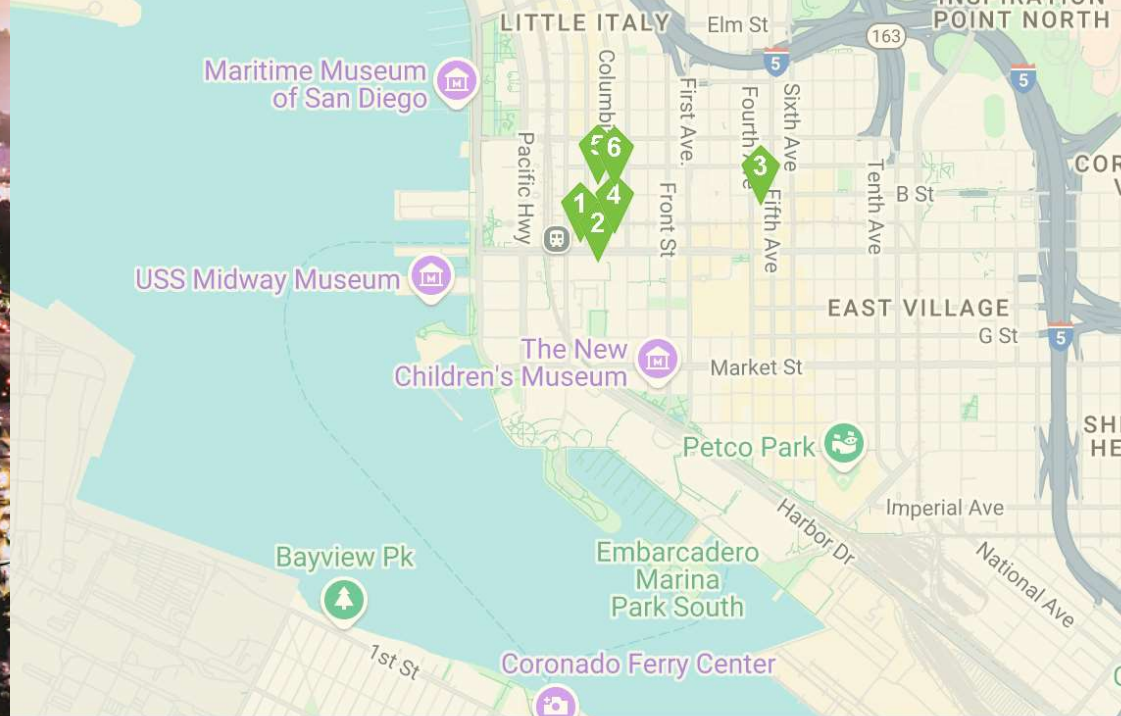 LITTLE ITALY
Elm St
POINT NORTH
163
5
5
Maritime Museum
of San Diego
First Ave.
Fourth
Sixth Ave
Pacific Hwy
5
6
3
1
4
2
Front St
Fifth Ave
Tenth Ave
B St
USS Midway Museum
EAST VILLAGE
G St
5
The New
Children's Museum
Market St
Petco Park
Imperial Ave
Harbor Dr
National Ave
Bayview Pk
Embarcadero
Marina
Park South
1st St
Coronado Ferry Center